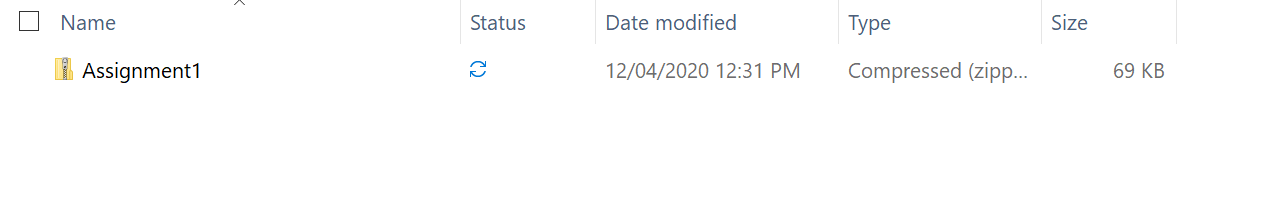 Name Status Date modified Type Size
Assignment1 12/04/2020 12:31 PM Compressed (zipp... 69 KB